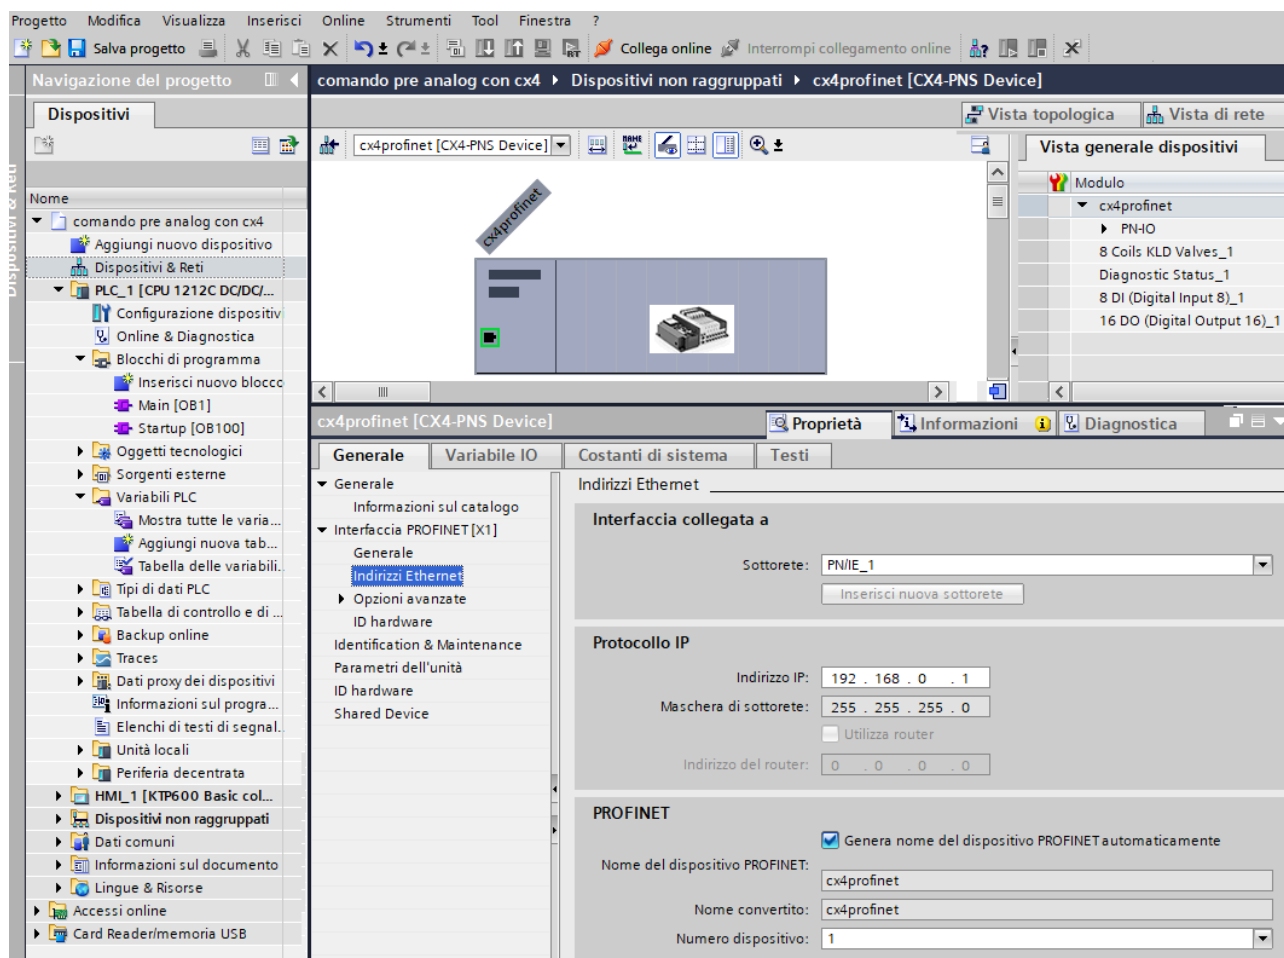 Progetto Modifica Visualizza Inserisci Online Strumenti Tool Finestra ?
Salva progetto Collega online Interrompi collegamento online
Navigazione del progetto
comando pre analog con cx4 Dispositivi non raggruppati cx4profinet [CX4-PNS Device]
Dispositivi
Vista topologica Vista di rete
cx4profinet [CX4-PNS Device]
Vista generale dispositivi
Dispositivi & Reti
Nome
comando pre analog con cx4
Aggiungi nuovo dispositivo
Dispositivi & Reti
PLC_1 [CPU 1212C DC/DC/...
Configurazione dispositivi
Online & Diagnostica
Blocchi di programma
Inserisci nuovo blocco
Main [OB1]
Startup [OB100]
Oggetti tecnologici
Sorgenti esterne
Variabili PLC
Mostra tutte le varia...
Aggiungi nuova tab...
Tabella delle variabili..
Tipi di dati PLC
Tabella di controllo e di ...
Backup online
Traces
Dati proxy dei dispositivi
Informazioni sul progra...
Elenchi di testi di segnal..
Unità locali
Periferia decentrata
HMI_1 [KTP600 Basic col...
Dispositivi non raggruppati
Dati comuni
Informazioni sul documento
Lingue & Risorse
Accessi online
Card Reader/memoria USB
cx4profinet
Modulo
cx4profinet
PN-IO
8 Coils KLD Valves_1
Diagnostic Status_1
8 DI (Digital Input 8)_1
16 DO (Digital Output 16)_1
cx4profinet [CX4-PNS Device]
Proprietà Informazioni Diagnostica
Generale Variabile IO Costanti di sistema Testi
Generale
Informazioni sul catalogo
Interfaccia PROFINET [X1]
Generale
Indirizzi Ethernet
Opzioni avanzate
ID hardware
Identification & Maintenance
Parametri dell'unità
ID hardware
Shared Device
Indirizzi Ethernet
Interfaccia collegata a
Sottorete: PN/IE_1
Inserisci nuova sottorete
Protocollo IP
Indirizzo IP: 192 . 168 . 0 . 1
Maschera di sottorete: 255 . 255 . 255 . 0
Utilizza router
Indirizzo del router: 0 . 0 . 0 . 0
PROFINET
Genera nome del dispositivo PROFINET automaticamente
Nome del dispositivo PROFINET:
cx4profinet
Nome convertito: cx4profinet
Numero dispositivo: 1